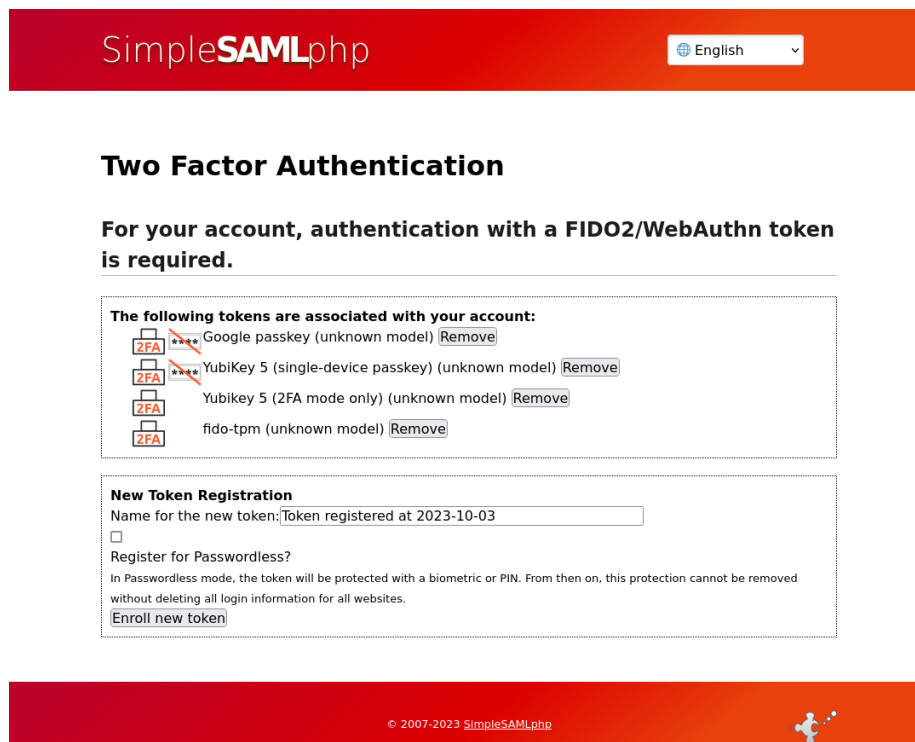 SimpleSAMLphp
English
Two Factor Authentication
For your account, authentication with a FIDO2/WebAuthn token
is required.
The following tokens are associated with your account:
2FA **** Google passkey (unknown model) Remove
2FA **** YubiKey 5 (single-device passkey) (unknown model) Remove
2FA Yubikey 5 (2FA mode only) (unknown model) Remove
2FA fido-tpm (unknown model) Remove
New Token Registration
Name for the new token: Token registered at 2023-10-03
Register for Passwordless?
In Passwordless mode, the token will be protected with a biometric or PIN. From then on, this protection cannot be removed
without deleting all login information for all websites.
Enroll new token
© 2007-2023 SimpleSAMLphp